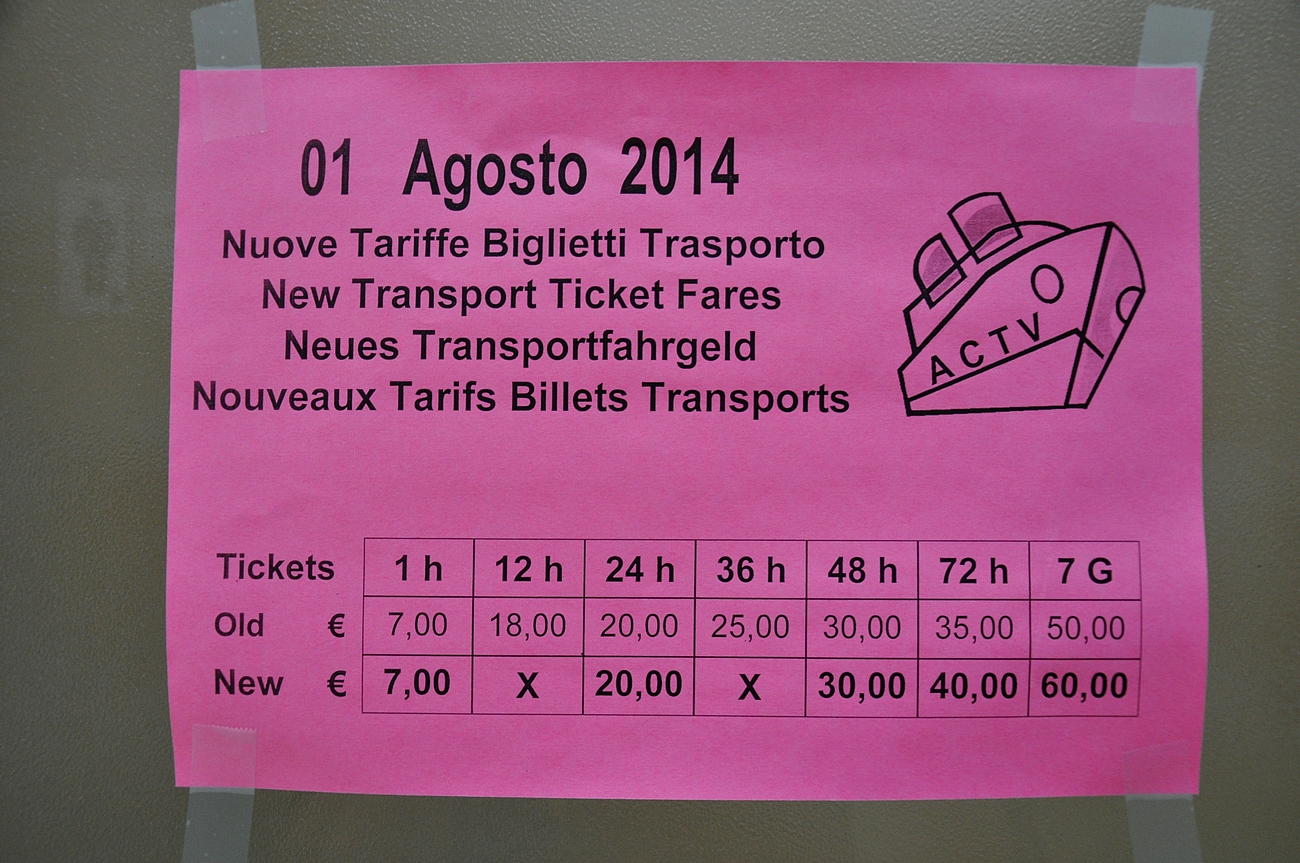 01 Agosto 2014
Nuove Tariffe Biglietti Trasporto
New Transport Ticket Fares
Neues Transportfahrgeld
Nouveaux Tarifs Billets Transports
ACTV
Tickets 1 h 12 h 24 h 36 h 48 h 72 h 7 G
Old € 7,00 18,00 20,00 25,00 30,00 35,00 50,00
New € 7,00 X 20,00 X 30,00 40,00 60,00